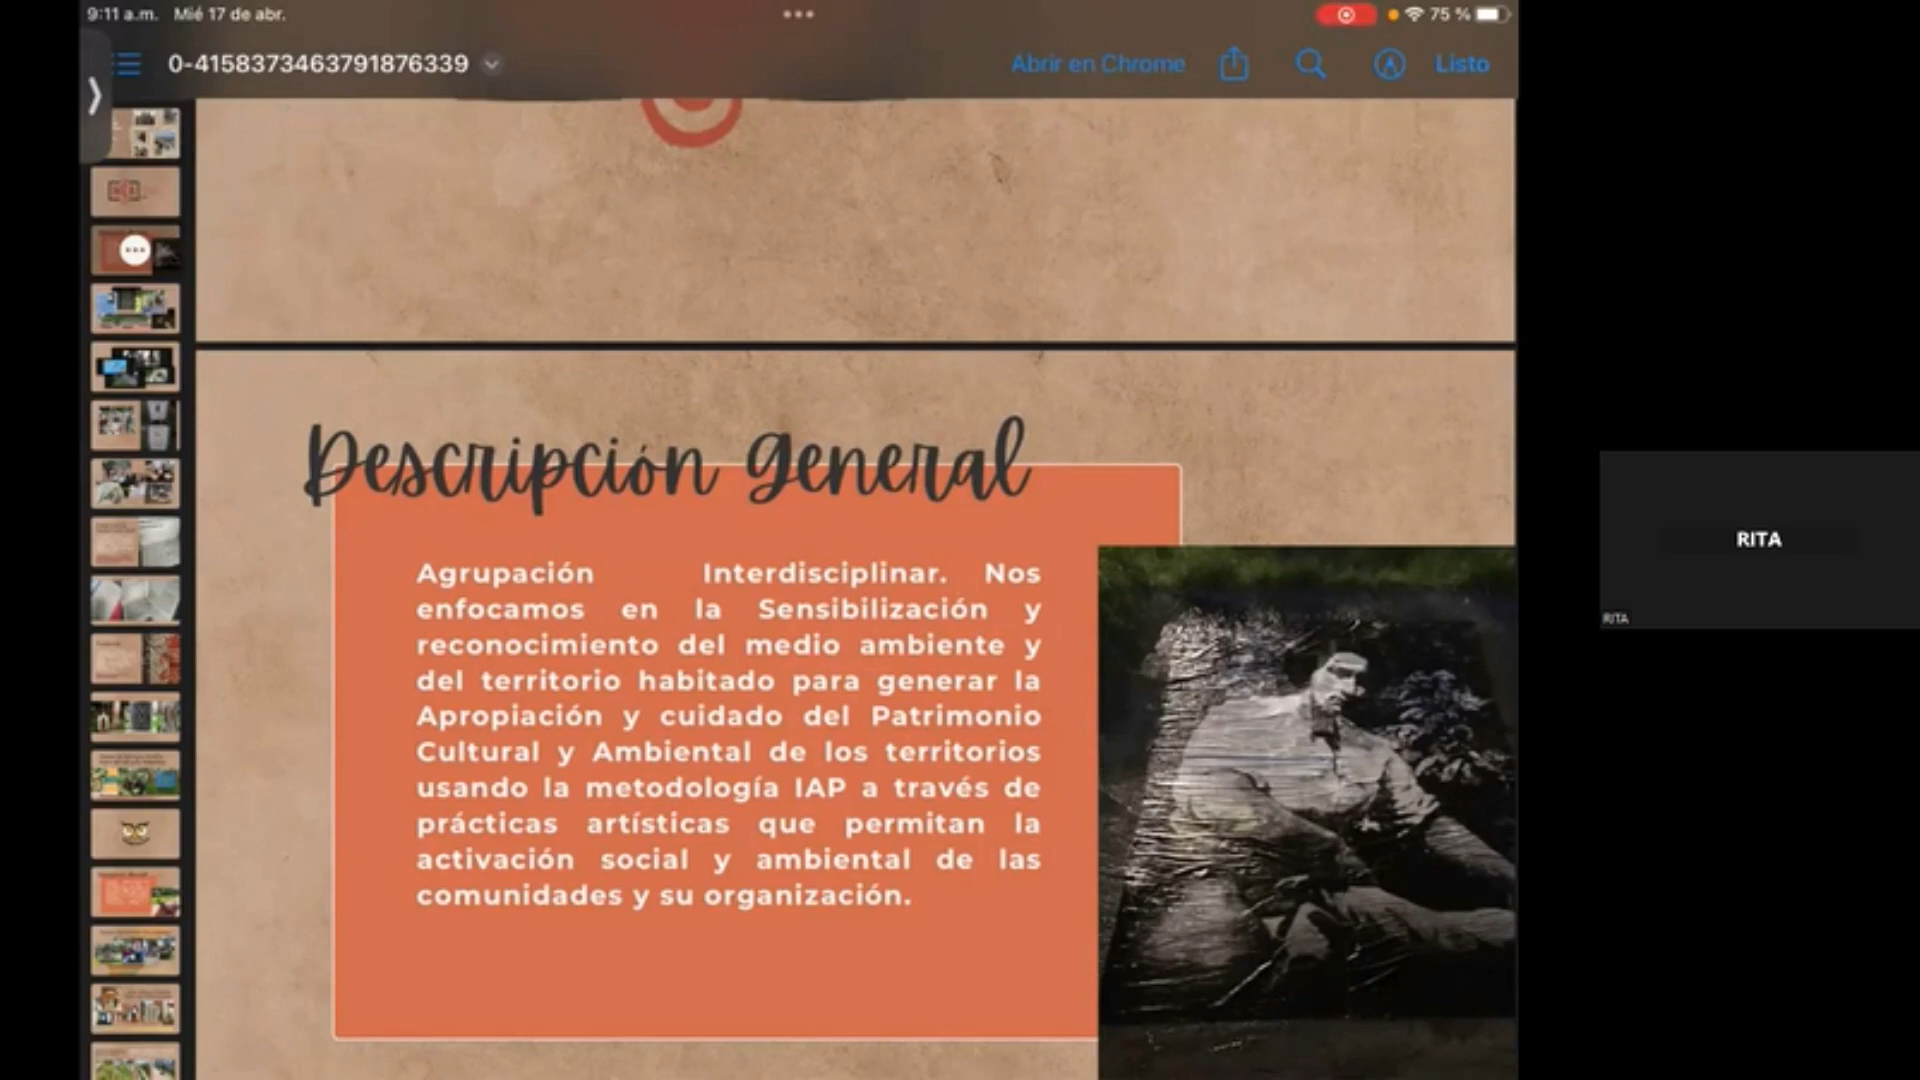 9:11 a.m. Mié 17 de abr.
75 %
0-4158373463791876339
Abrir en Chrome
Listo
Descripción general
Agrupación Interdisciplinar. Nos
enfocamos en la Sensibilización y
reconocimiento del medio ambiente y
del territorio habitado para generar la
Apropiación y cuidado del Patrimonio
Cultural y Ambiental de los territorios
usando la metodología IAP a través de
prácticas artísticas que permitan la
activación social y ambiental de las
comunidades y su organización.
RITA
RITA